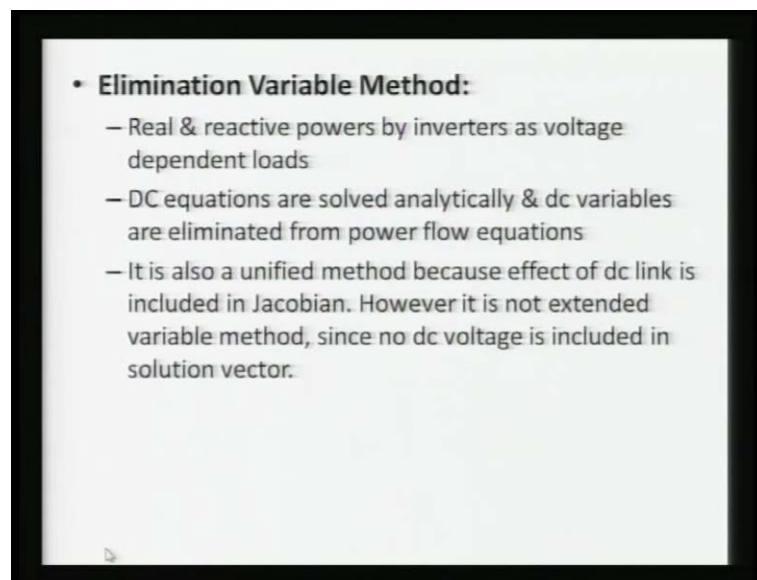 • Elimination Variable Method:
– Real & reactive powers by inverters as voltage
dependent loads
– DC equations are solved analytically & dc variables
are eliminated from power flow equations
– It is also a unified method because effect of dc link is
included in Jacobian. However it is not extended
variable method, since no dc voltage is included in
solution vector.